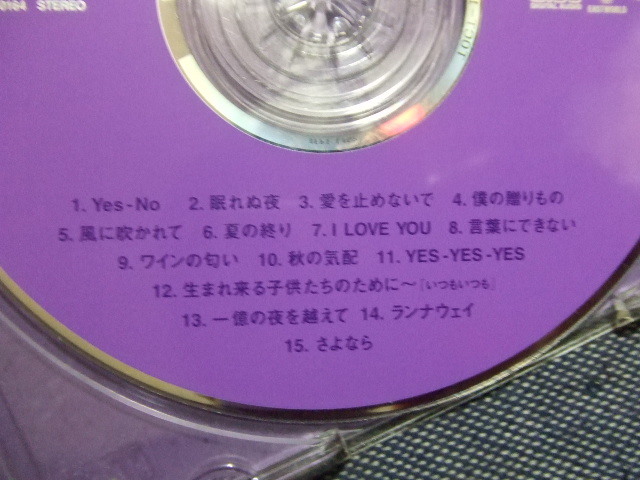 0164 STEREO
DIGITAL AUDIO
EASTWORLD
1. Yes-No 2. 眠れぬ夜 3. 愛を止めないで 4. 僕の贈りもの
5. 風に吹かれて 6. 夏の終り 7. I LOVE YOU 8. 言葉にできない
9. ワインの匂い 10. 秋の気配 11. YES-YES-YES
12. 生まれ来る子供たちのために〜「いつもいつも」
13. 一億の夜を越えて 14. ランナウェイ
15. さよなら